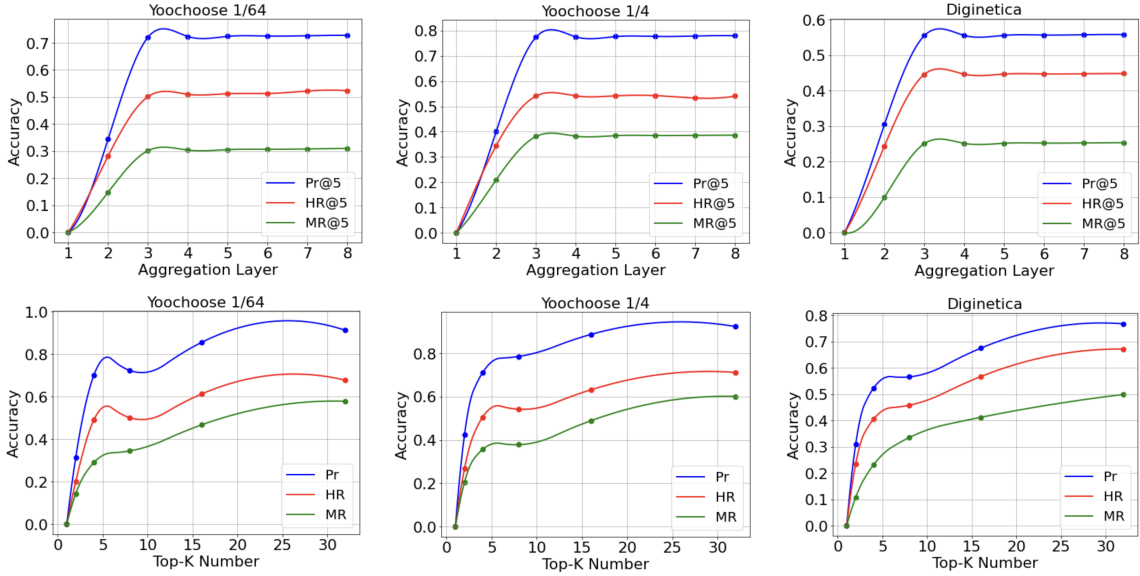 Yoochoose 1/64
Accuracy
0.7
0.6
0.5
0.4
0.3
0.2
0.1
0.0
Pr@5
HR@5
MR@5
1 2 3 4 5 6 7 8
Aggregation Layer
Yoochoose 1/4
Accuracy
0.8
0.7
0.6
0.5
0.4
0.3
0.2
0.1
0.0
Pr@5
HR@5
MR@5
1 2 3 4 5 6 7 8
Aggregation Layer
Diginetica
Accuracy
0.6
0.5
0.4
0.3
0.2
0.1
0.0
Pr@5
HR@5
MR@5
1 2 3 4 5 6 7 8
Aggregation Layer
Yoochoose 1/64
Accuracy
1.0
0.8
0.6
0.4
0.2
0.0
Pr
HR
MR
0 5 10 15 20 25 30
Top-K Number
Yoochoose 1/4
Accuracy
0.8
0.6
0.4
0.2
0.0
Pr
HR
MR
0 5 10 15 20 25 30
Top-K Number
Diginetica
Accuracy
0.8
0.7
0.6
0.5
0.4
0.3
0.2
0.1
0.0
Pr
HR
MR
0 5 10 15 20 25 30
Top-K Number